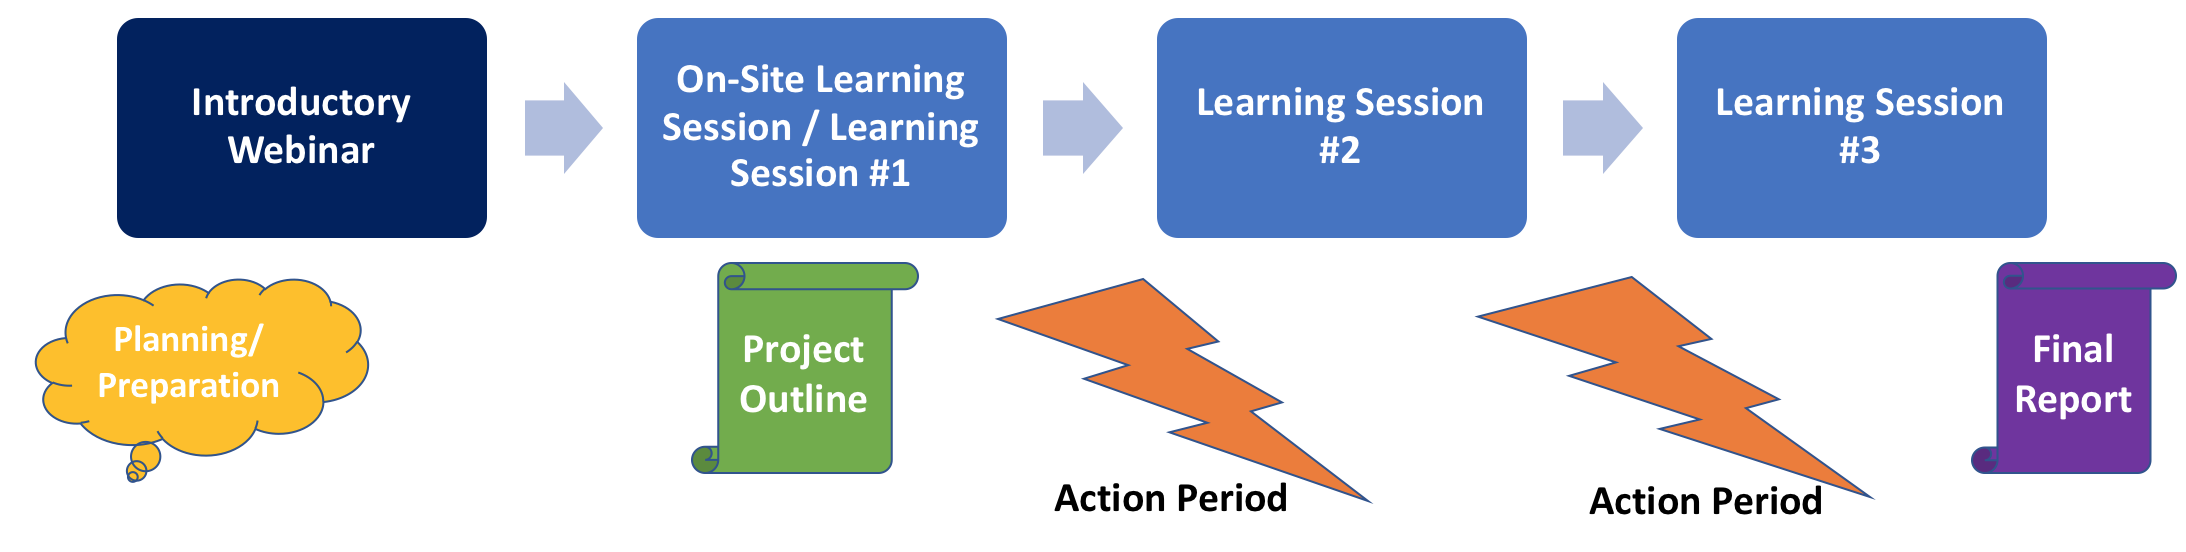 Introductory
Webinar
On-Site Learning
Session / Learning
Session #1
Learning Session
#2
Learning Session
#3
Planning/
Preparation
Project
Outline
Action Period
Action Period
Final
Report